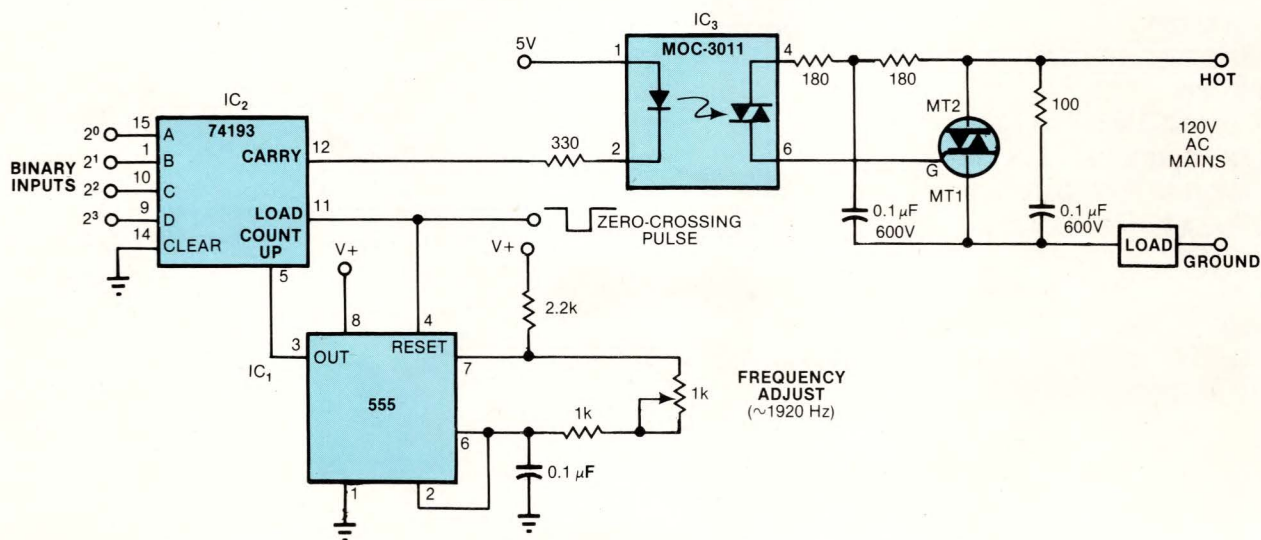 IC3
MOC-3011
5V
1
2
4
6
180
180
HOT
MT2
MT1
G
100
120V
AC
MAINS
0.1 µF
600V
0.1 µF
600V
LOAD
GROUND
IC2
74193
BINARY
INPUTS
2⁰
2¹
2²
2³
15
1
10
9
14
A
B
C
D
CLEAR
CARRY
12
330
LOAD
11
COUNT
UP
5
ZERO-CROSSING
PULSE
V+
V+
2.2k
8
4
3
OUT
RESET
7
IC1
555
6
1
2
1k
1k
FREQUENCY
ADJUST
(~1920 Hz)
0.1 µF